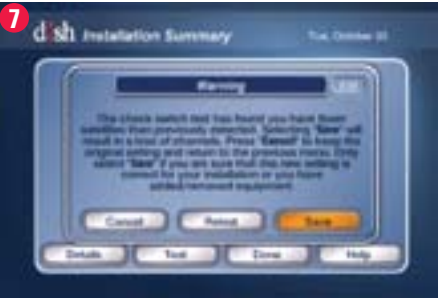 7
dish Installation Summary Tue, October
Warning
The check switch test has found you have fewer
satellites than previously detected. Selecting "Save" will
result in a loss of channels. Press "Cancel" to keep the
original setting and return to the previous menu. Only
select "Save" if you are sure that this new setting is
correct for your installation or you have
added/removed equipment.
Cancel Retest Save
Details Test Done Help